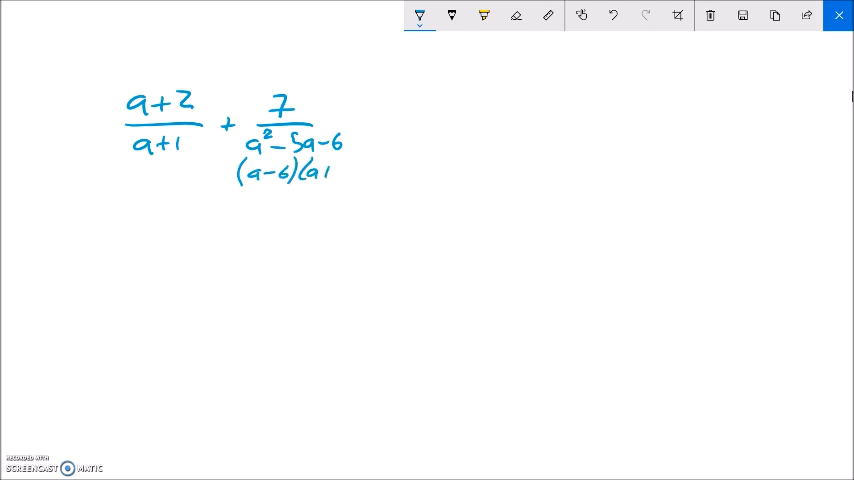 a+2/a+1 + 7/a²-5a-6
(a-6)(a
RECORDED WITH
SCREENCAST MATIC